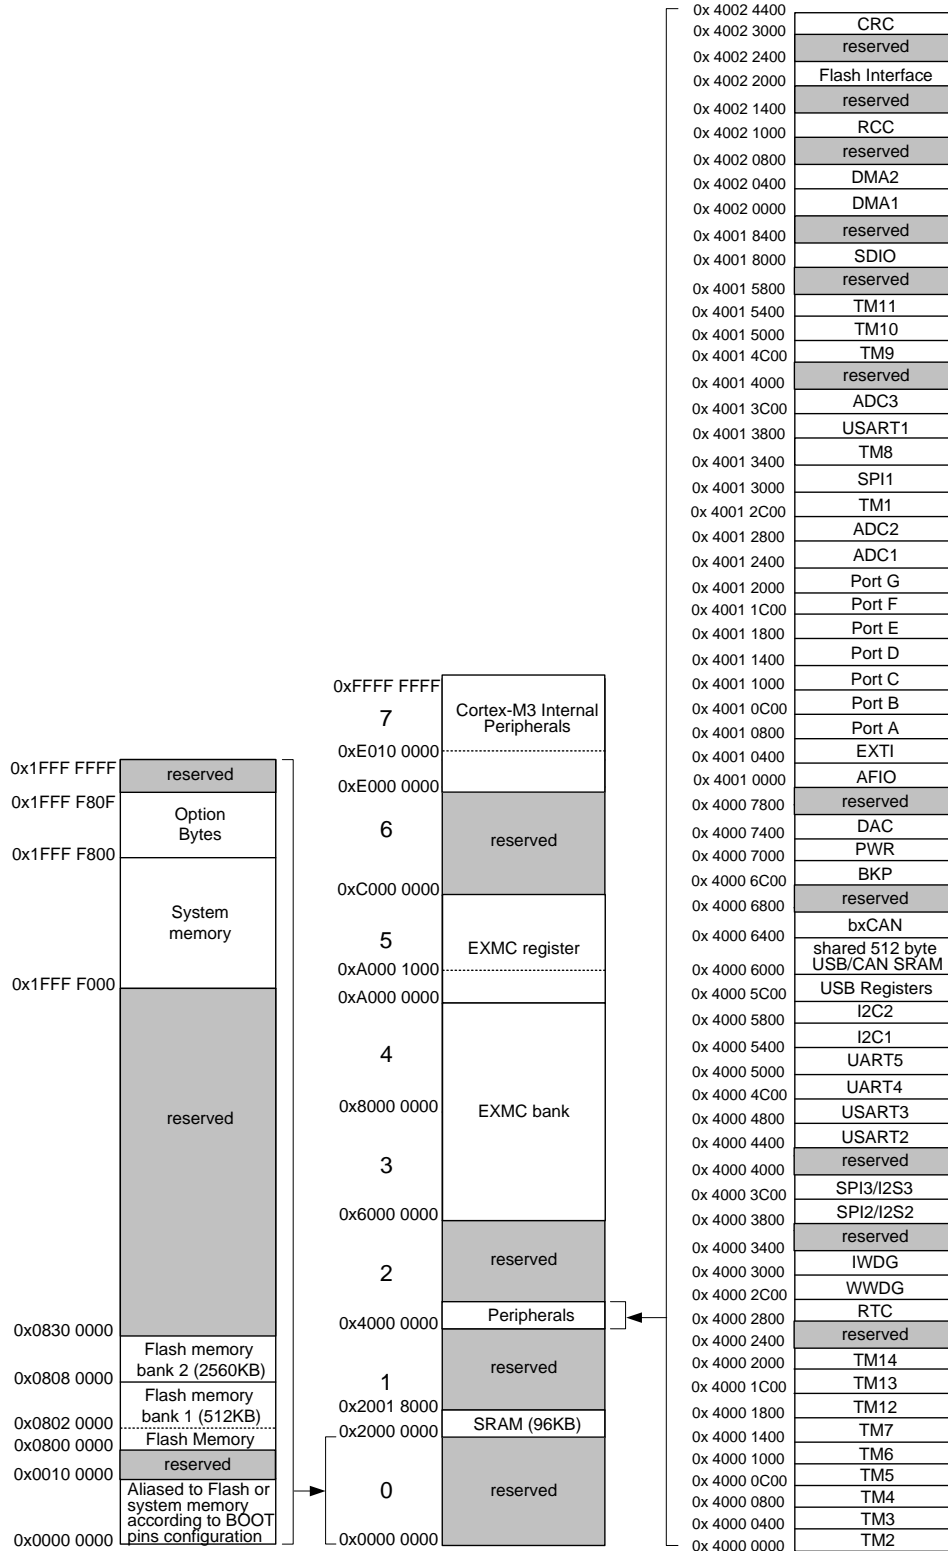 0x1FFF FFFF
reserved
0x1FFF F80F
Option
Bytes
0x1FFF F800
System
memory
0x1FFF F000
reserved
0x0830 0000
Flash memory
bank 2 (2560KB)
0x0808 0000
Flash memory
bank 1 (512KB)
0x0802 0000
Flash Memory
0x0800 0000
reserved
0x0010 0000
Aliased to Flash or
system memory
according to BOOT
pins configuration
0x0000 0000
0xFFFF FFFF
7
Cortex-M3 Internal
Peripherals
0xE010 0000
0xE000 0000
6
reserved
0xC000 0000
5
EXMC register
0xA000 1000
0xA000 0000
4
0x8000 0000
EXMC bank
3
0x6000 0000
reserved
2
Peripherals
0x4000 0000
reserved
1
0x2001 8000
SRAM (96KB)
0x2000 0000
0
reserved
0x0000 0000
0x 4002 4400
CRC
0x 4002 3000
reserved
0x 4002 2400
Flash Interface
0x 4002 2000
reserved
0x 4002 1400
RCC
0x 4002 1000
reserved
0x 4002 0800
DMA2
0x 4002 0400
DMA1
0x 4002 0000
reserved
0x 4001 8400
SDIO
0x 4001 8000
reserved
0x 4001 5800
TM11
0x 4001 5400
TM10
0x 4001 5000
TM9
0x 4001 4C00
reserved
0x 4001 4000
ADC3
0x 4001 3C00
USART1
0x 4001 3800
TM8
0x 4001 3400
SPI1
0x 4001 3000
TM1
0x 4001 2C00
ADC2
0x 4001 2800
ADC1
0x 4001 2400
Port G
0x 4001 2000
Port F
0x 4001 1C00
Port E
0x 4001 1800
Port D
0x 4001 1400
Port C
0x 4001 1000
Port B
0x 4001 0C00
Port A
0x 4001 0800
EXTI
0x 4001 0400
AFIO
0x 4001 0000
reserved
0x 4000 7800
DAC
0x 4000 7400
PWR
0x 4000 7000
BKP
0x 4000 6C00
reserved
0x 4000 6800
bxCAN
0x 4000 6400
shared 512 byte
USB/CAN SRAM
0x 4000 6000
USB Registers
0x 4000 5C00
I2C2
0x 4000 5800
I2C1
0x 4000 5400
UART5
0x 4000 5000
UART4
0x 4000 4C00
USART3
0x 4000 4800
USART2
0x 4000 4400
reserved
0x 4000 4000
SPI3/I2S3
0x 4000 3C00
SPI2/I2S2
0x 4000 3800
reserved
0x 4000 3400
IWDG
0x 4000 3000
WWDG
0x 4000 2C00
RTC
0x 4000 2800
reserved
0x 4000 2400
TM14
0x 4000 2000
TM13
0x 4000 1C00
TM12
0x 4000 1800
TM7
0x 4000 1400
TM6
0x 4000 1000
TM5
0x 4000 0C00
TM4
0x 4000 0800
TM3
0x 4000 0400
TM2
0x 4000 0000